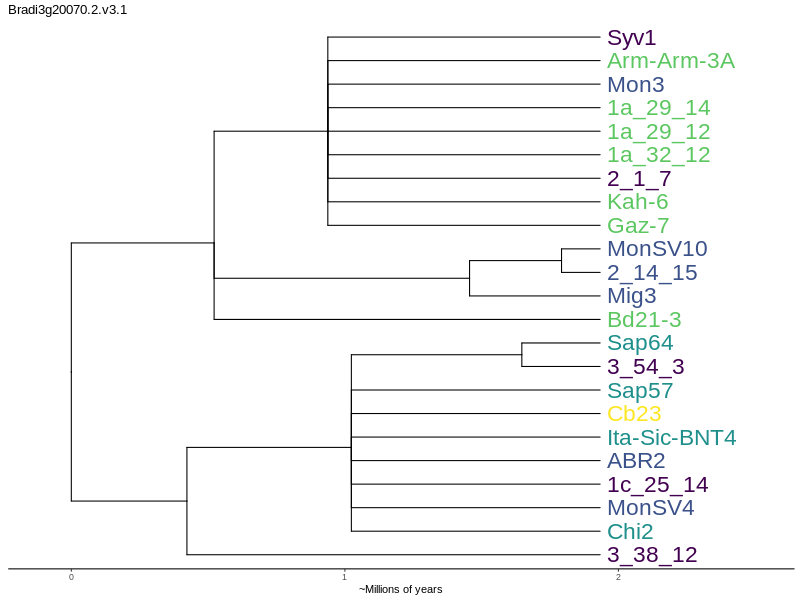 Bradi3g20070.2.v3.1
Syv1
Arm-Arm-3A
Mon3
1a_29_14
1a_29_12
1a_32_12
2_1_7
Kah-6
Gaz-7
MonSV10
2_14_15
Mig3
Bd21-3
Sap64
3_54_3
Sap57
Cb23
Ita-Sic-BNT4
ABR2
1c_25_14
MonSV4
Chi2
3_38_12
0 1 2
~Millions of years